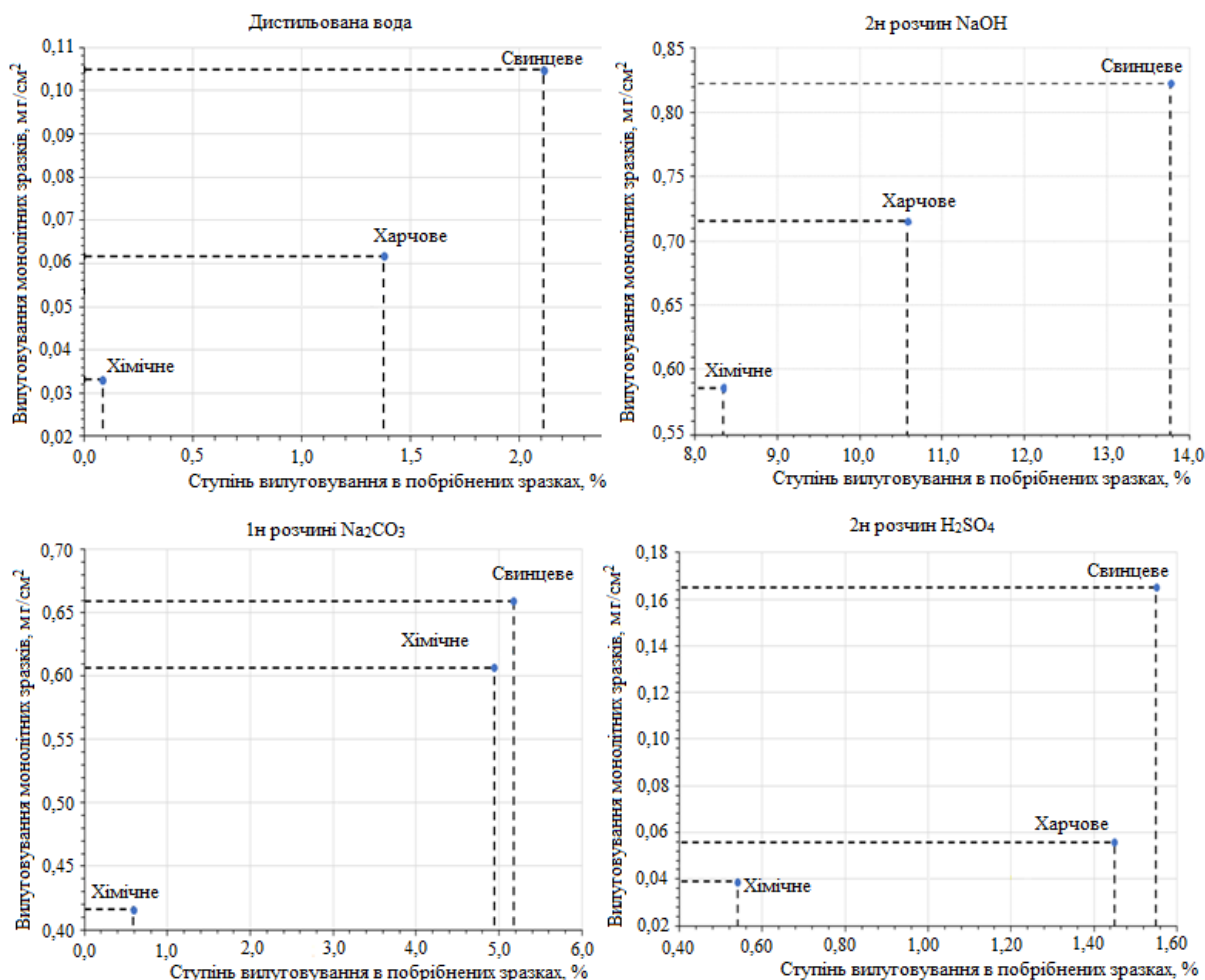 Дистильована вода
Вилуговування монолітних зразків, мг/см²
0,11
0,10
0,09
0,08
0,07
0,06
0,05
0,04
0,03
0,02
Свинцеве
Харчове
Хімічне
0,0 0,5 1,0 1,5 2,0
Ступінь вилуговування в побрібнених зразках, %
2н розчин NaOH
Вилуговування монолітних зразків, мг/см²
0,85
0,80
0,75
0,70
0,65
0,60
0,55
Свинцеве
Харчове
Хімічне
8,0 9,0 10,0 11,0 12,0 13,0 14,0
Ступінь вилуговування в побрібнених зразках, %
1н розчині Na₂CO₃
Вилуговування монолітних зразків, мг/см²
0,70
0,65
0,60
0,55
0,50
0,45
0,40
Свинцеве
Хімічне
Хімічне
0,0 1,0 2,0 3,0 4,0 5,0 6,0
Ступінь вилуговування в побрібнених зразках, %
2н розчин H₂SO₄
Вилуговування монолітних зразків, мг/см²
0,18
0,16
0,14
0,12
0,10
0,08
0,06
0,04
0,02
Свинцеве
Харчове
Хімічне
0,40 0,60 0,80 1,00 1,20 1,40 1,60
Ступінь вилуговування в побрібнених зразках, %